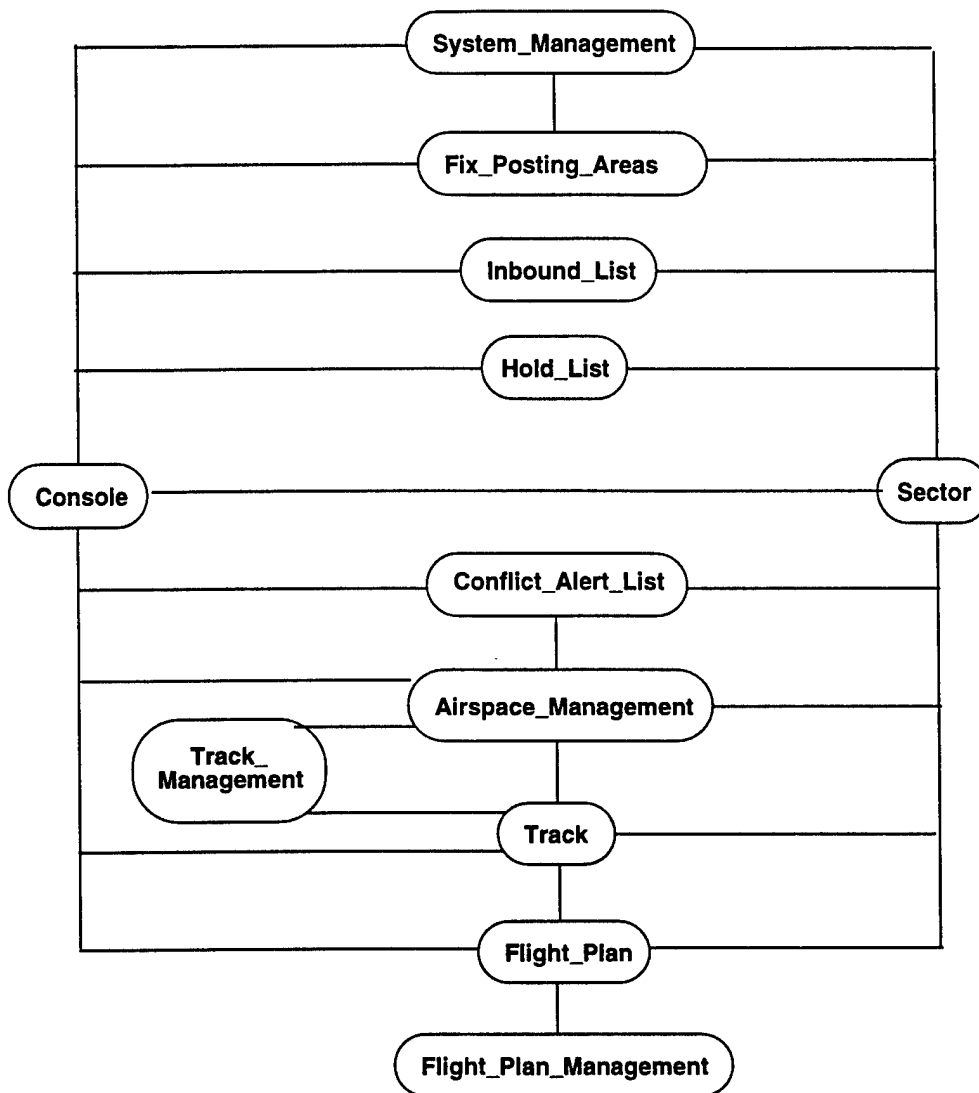 System_Management
Fix_Posting_Areas
Inbound_List
Hold_List
Console
Sector
Conflict_Alert_List
Airspace_Management
Track_
Management
Track
Flight_Plan
Flight_Plan_Management